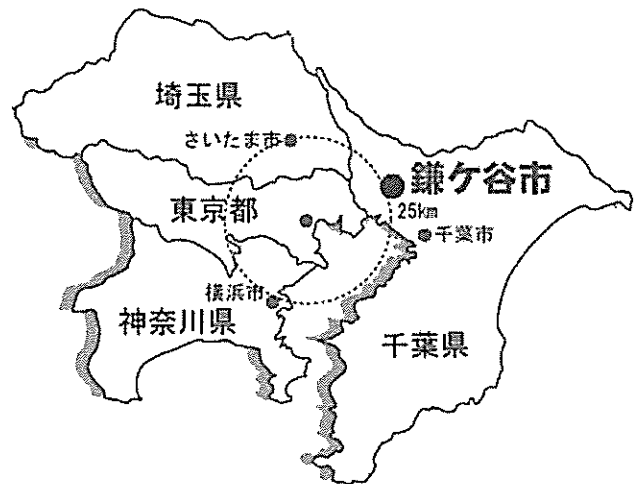 埼玉県
さいたま市
鎌ケ谷市
東京都
25km
千葉市
横浜市
神奈川県
千葉県